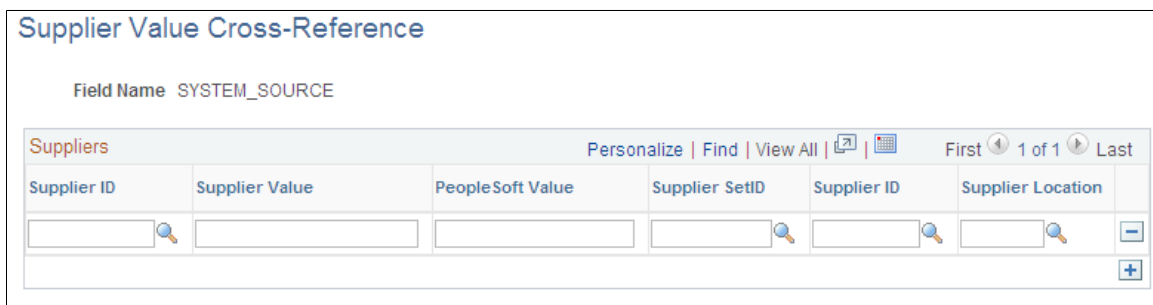 Supplier Value Cross-Reference
Field Name SYSTEM_SOURCE
Suppliers Personalize | Find | View All | | First 1 of 1 Last
Supplier ID Supplier Value PeopleSoft Value Supplier SetID Supplier ID Supplier Location